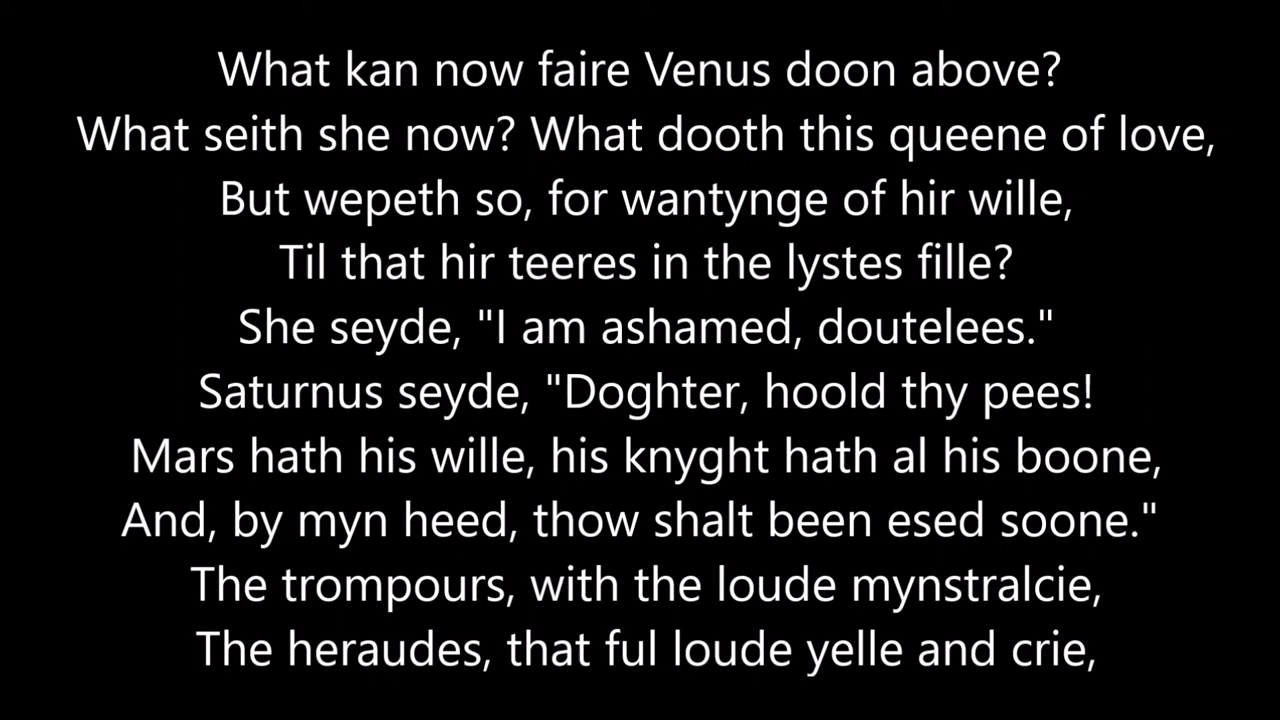 What kan now faire Venus doon above?
What seith she now? What dooth this queene of love,
But wepeth so, for wantynge of hir wille,
Til that hir teeres in the lystes fille?
She seyde, "I am ashamed, doutelees."
Saturnus seyde, "Doghter, hoold thy pees!
Mars hath his wille, his knyght hath al his boone,
And, by myn heed, thow shalt been esed soone."
The trompours, with the loude mynstralcie,
The heraudes, that ful loude yelle and crie,